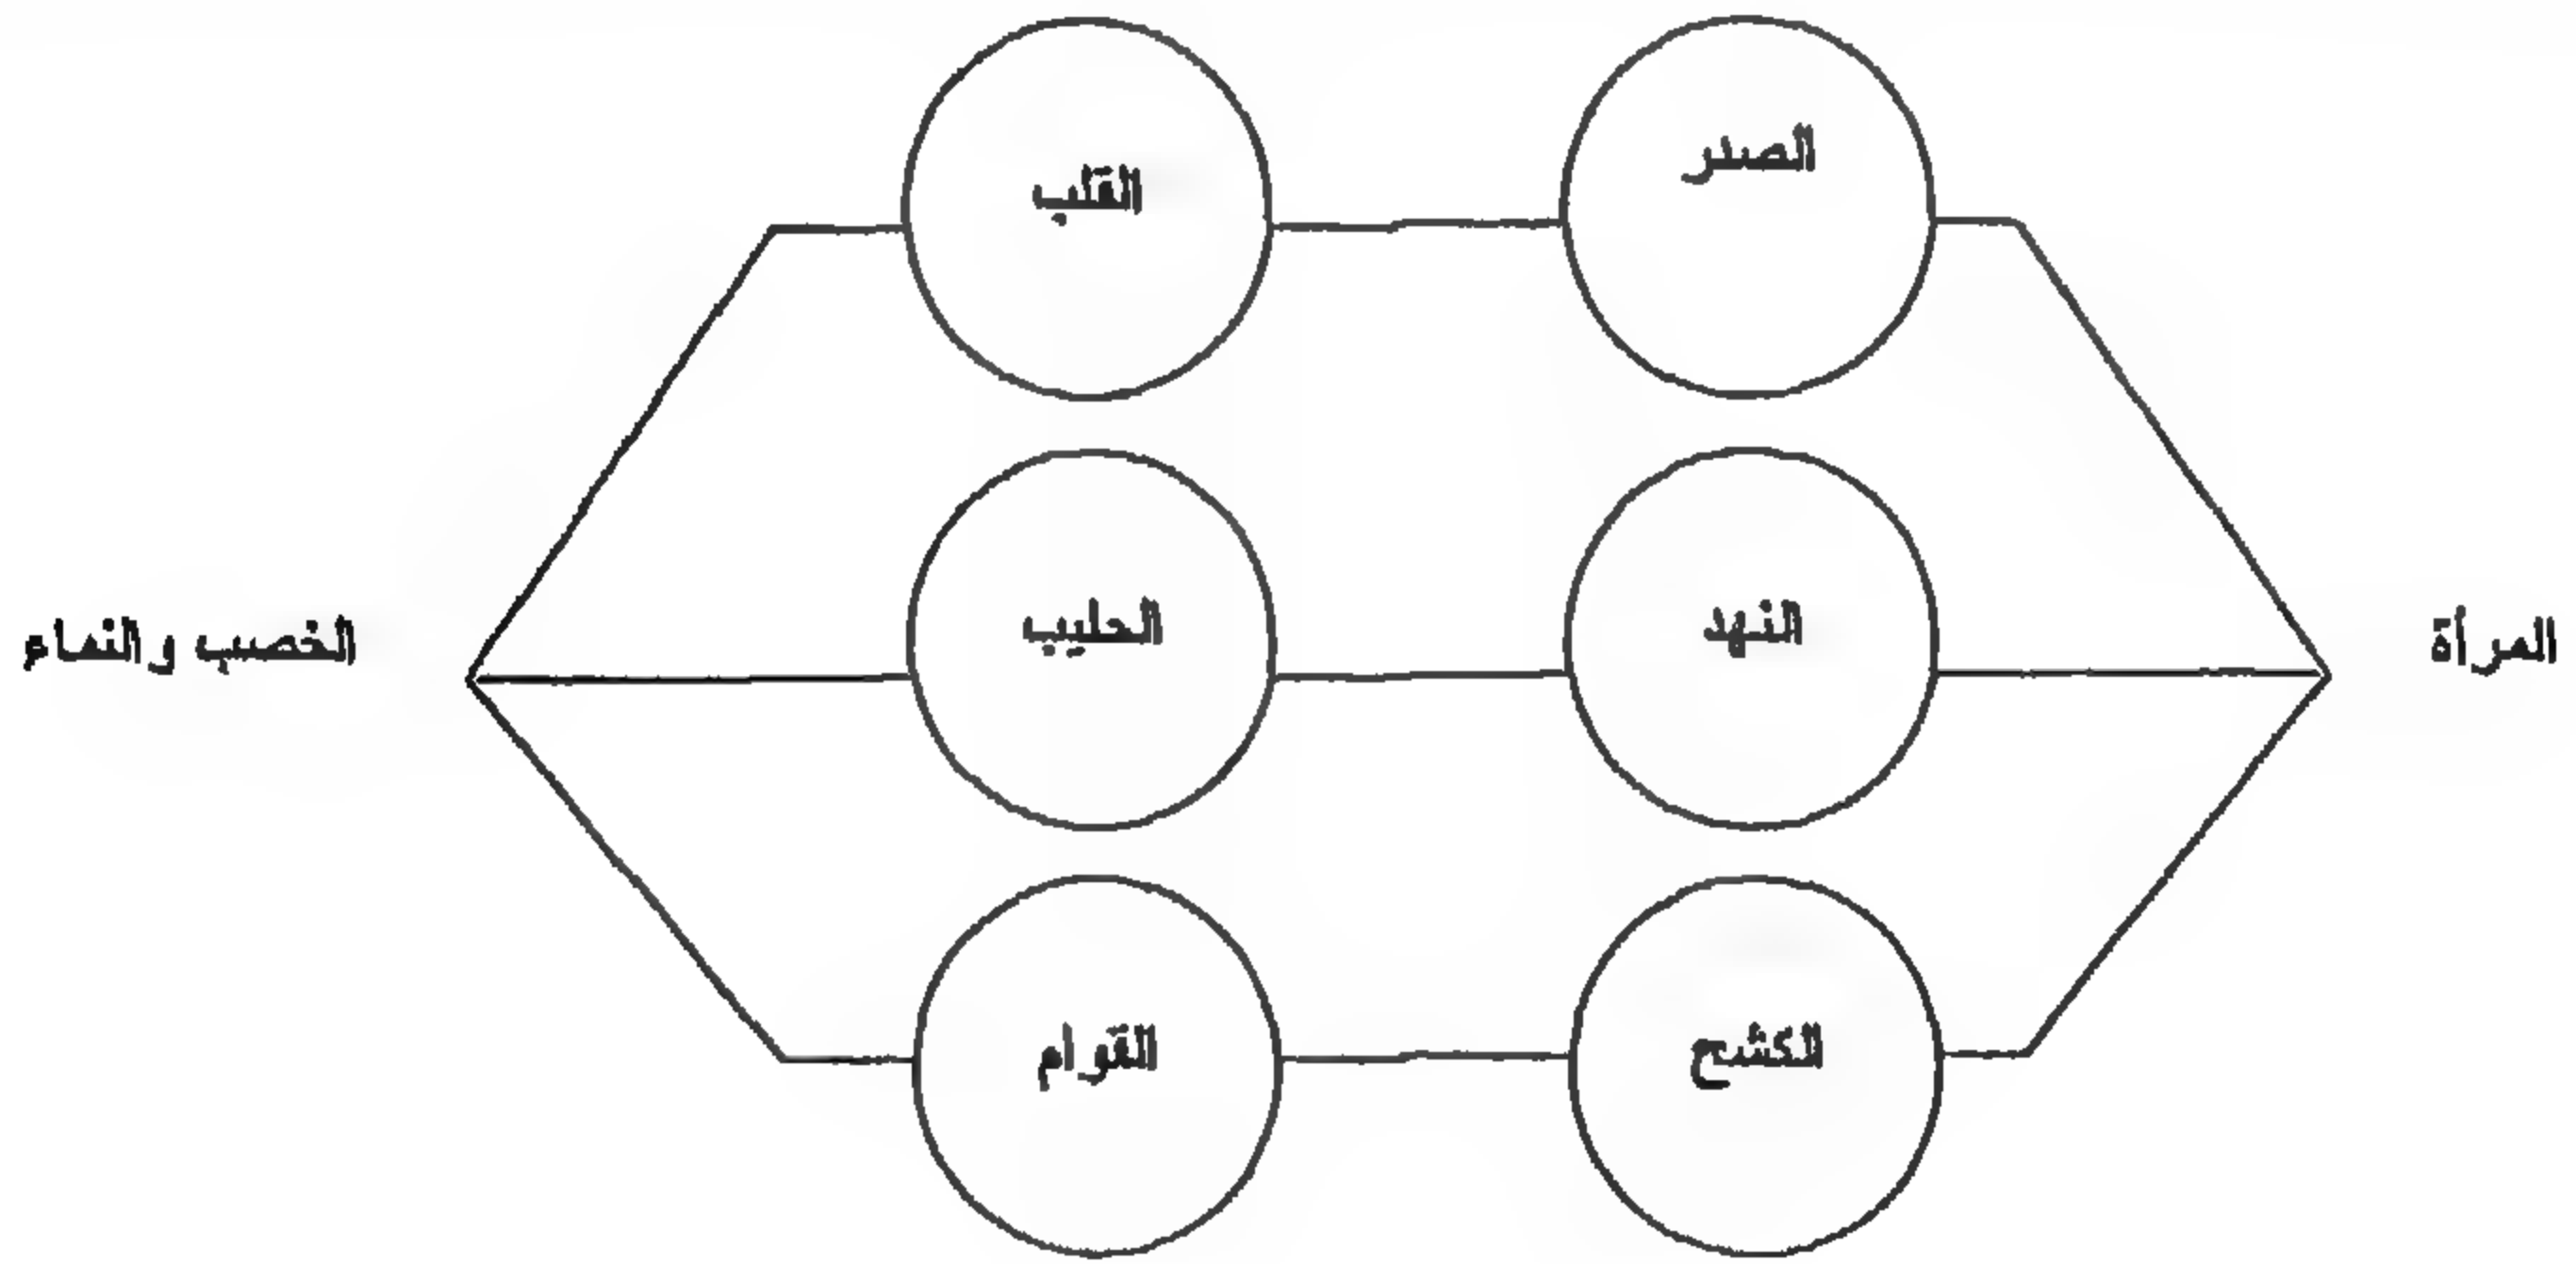 الصدر
القلب
المرأة
النهد
الحليب
الخصب والنماء
الكشح
القوام